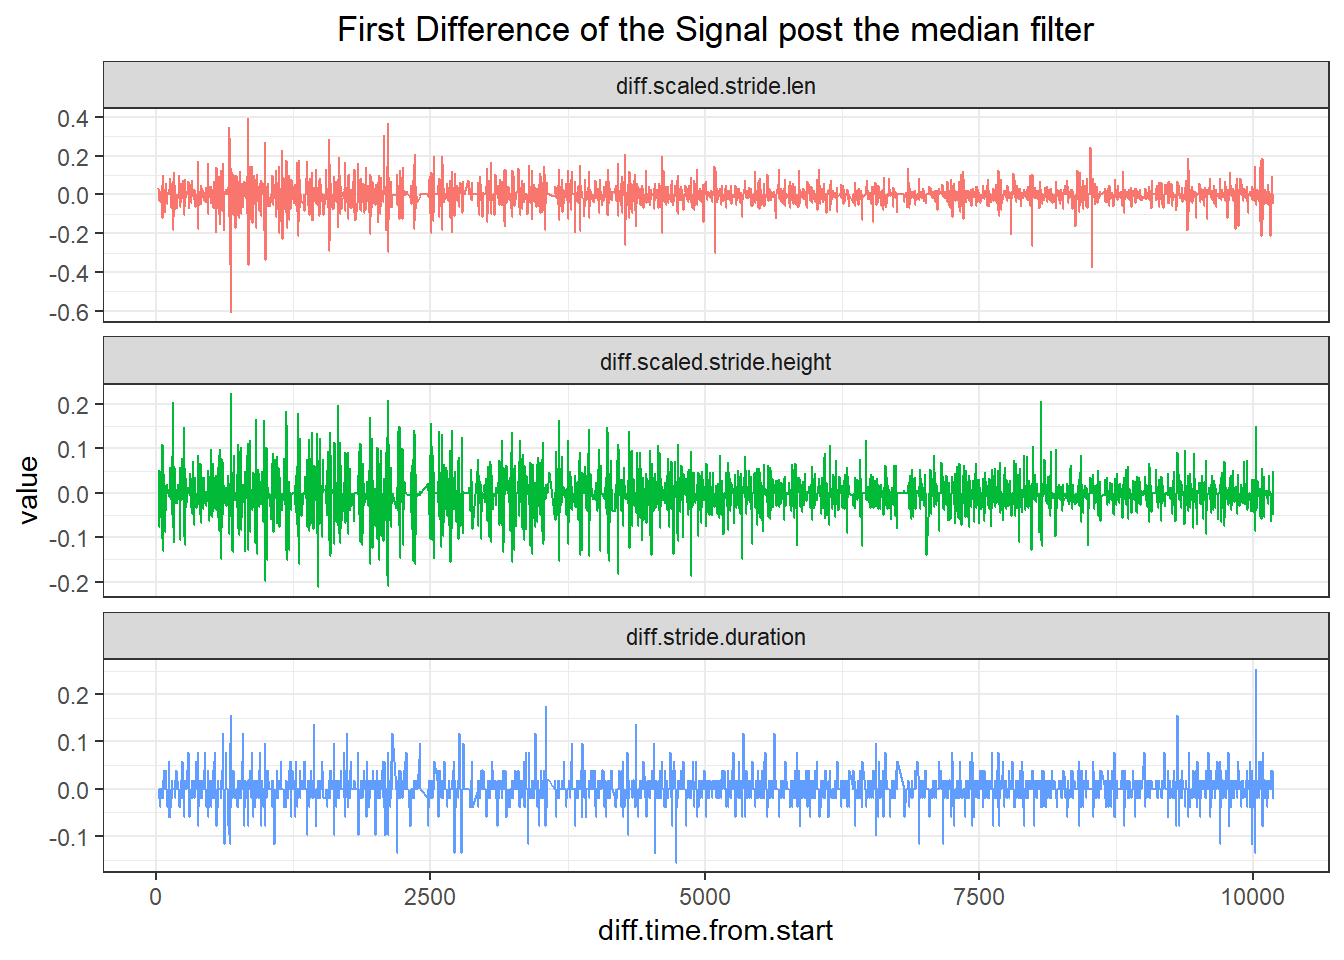 First Difference of the Signal post the median filter
diff.scaled.stride.len
0.4
0.2
0.0
-0.2
-0.4
-0.6
diff.scaled.stride.height
0.2
0.1
0.0
-0.1
-0.2
value
diff.stride.duration
0.2
0.1
0.0
-0.1
0 2500 5000 7500 10000
diff.time.from.start